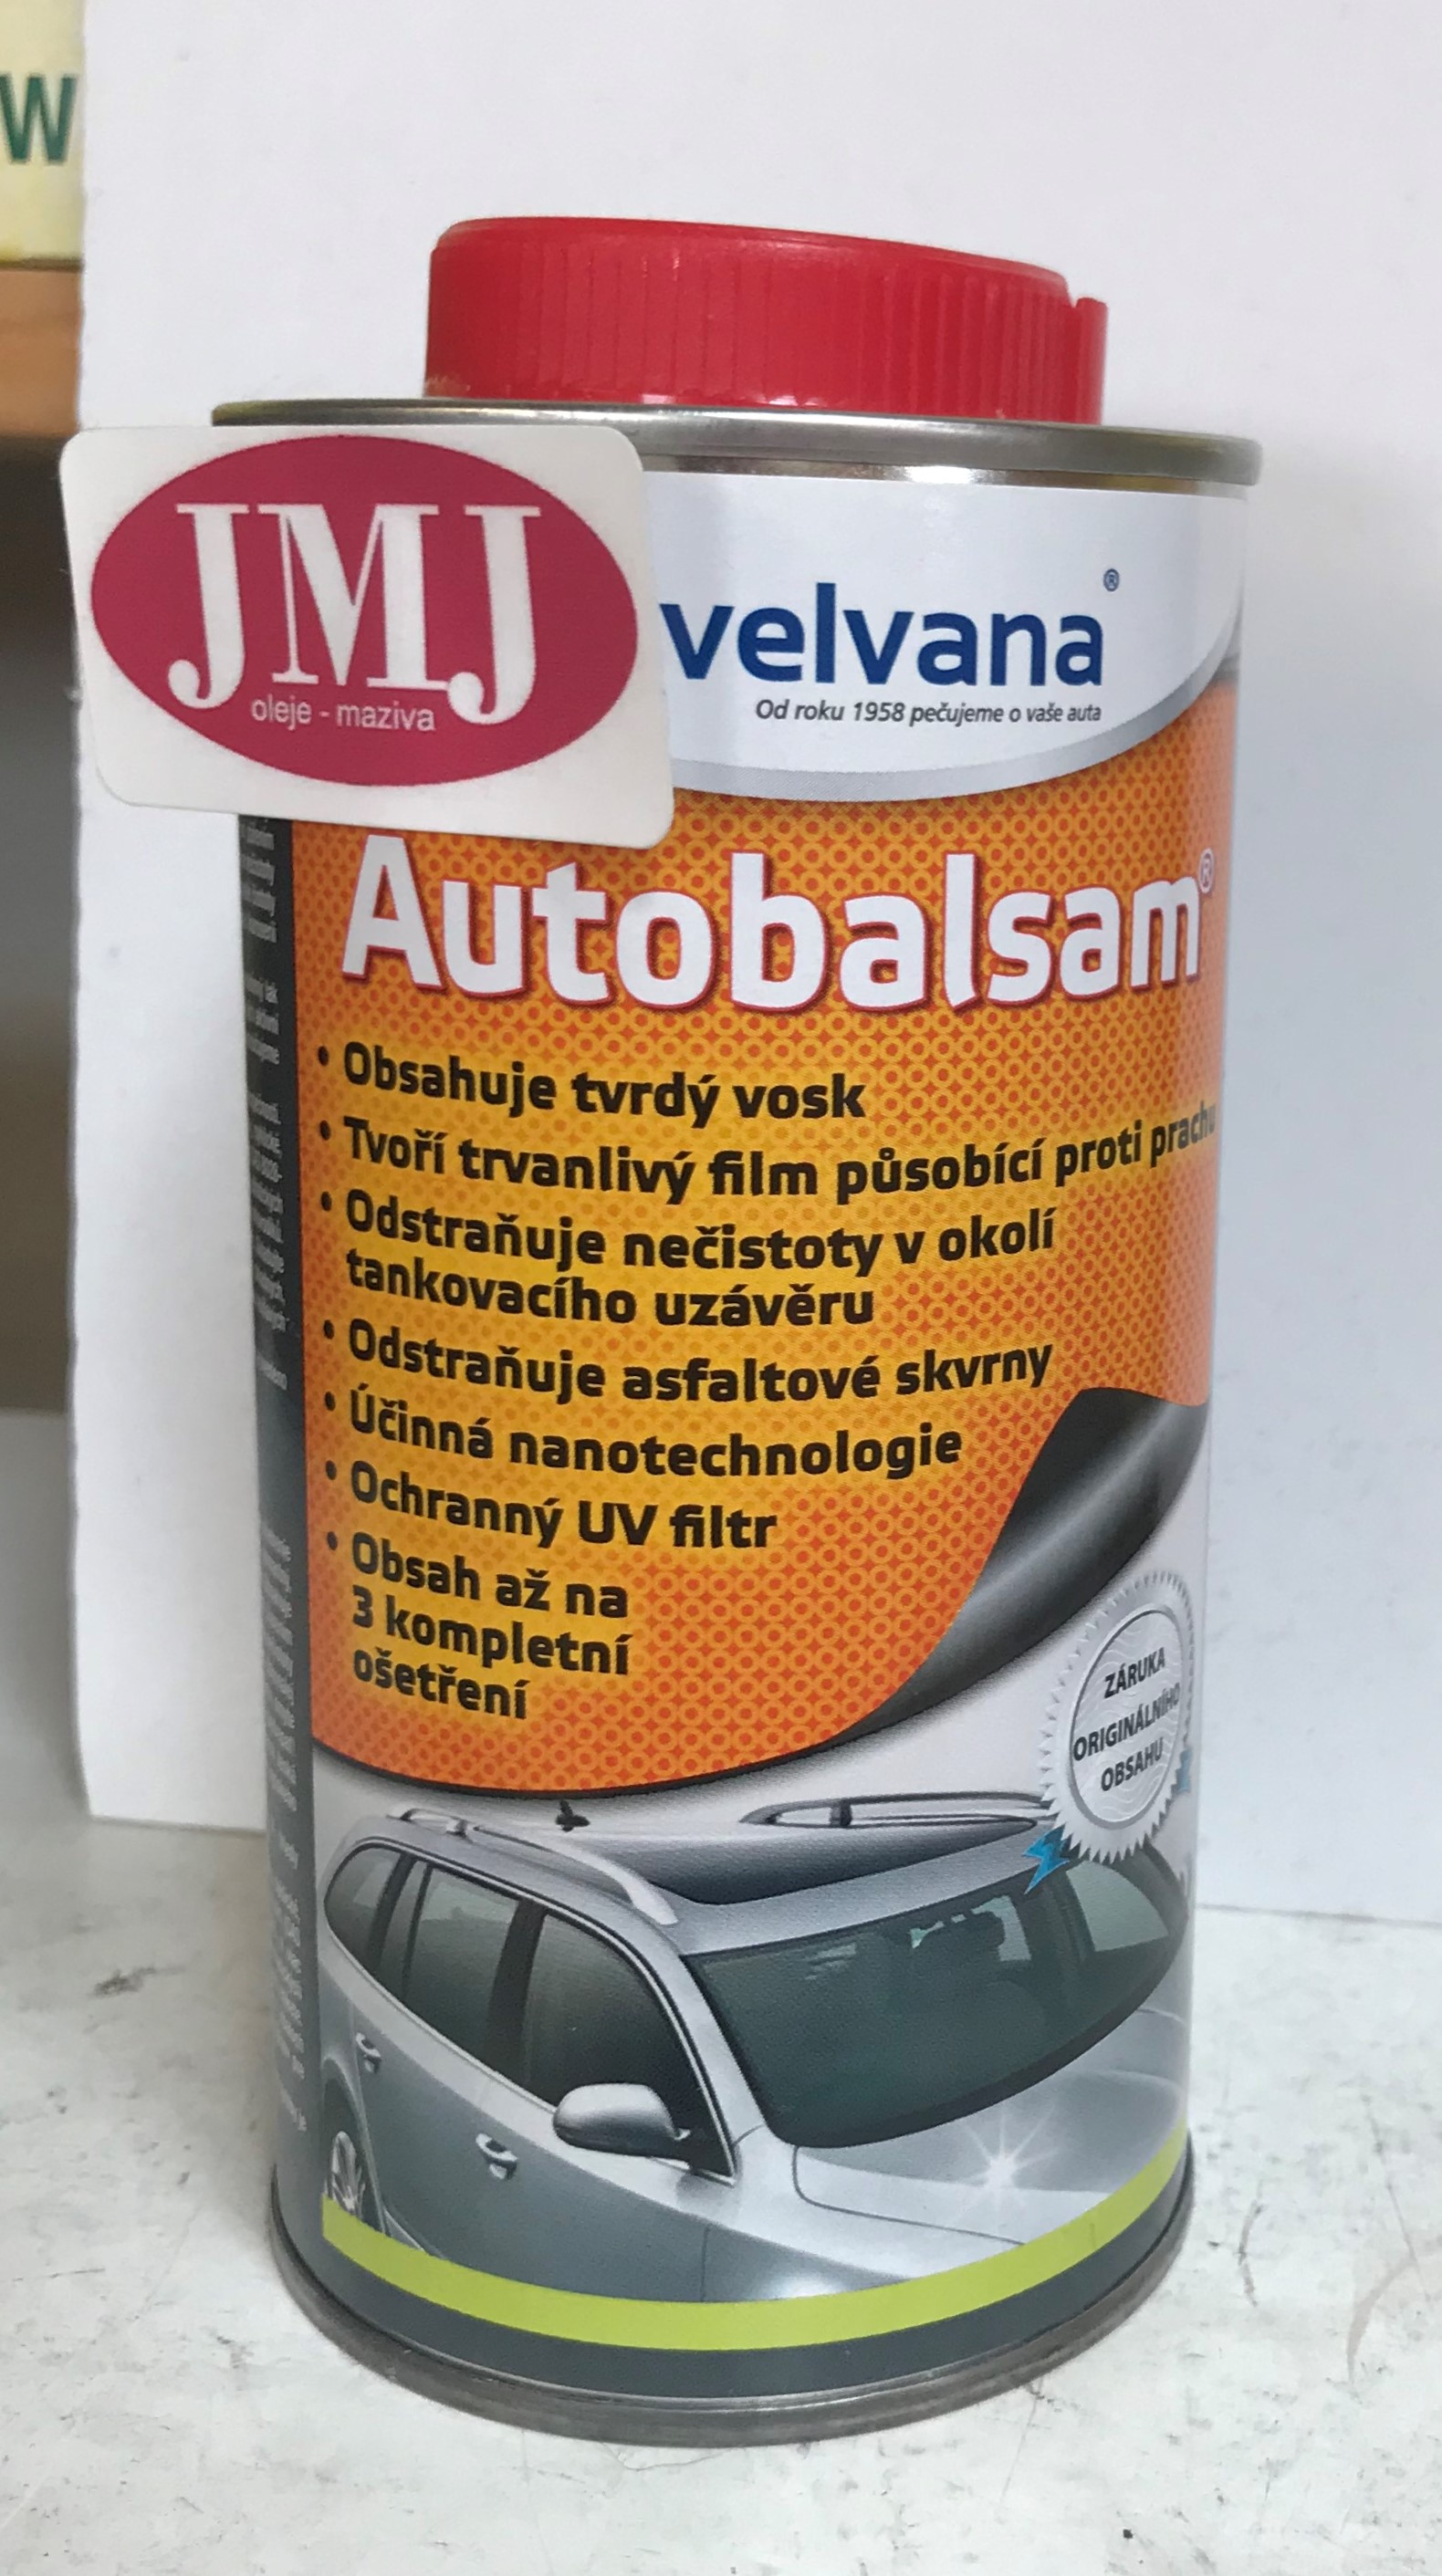 W
JMJ
oleje - maziva
velvana®
Od roku 1958 pečujeme o vaše auta
Autobalsam®
• Obsahuje tvrdý vosk
• Tvoří trvanlivý film působící proti prachu
• Odstraňuje nečistoty v okolí
tankovacího uzávěru
• Odstraňuje asfaltové skvrny
• Účinná nanotechnologie
• Ochranný UV filtr
• Obsah až na
3 kompletní
ošetření
ZÁRUKA
ORIGINÁLNÍHO
OBSAHU